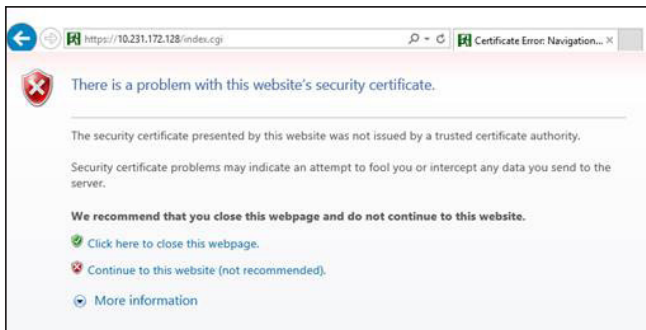 https://10.231.172.128/index.cgi
Certificate Error: Navigation...
There is a problem with this website's security certificate.
The security certificate presented by this website was not issued by a trusted certificate authority.
Security certificate problems may indicate an attempt to fool you or intercept any data you send to the
server.
We recommend that you close this webpage and do not continue to this website.
Click here to close this webpage.
Continue to this website (not recommended).
More information